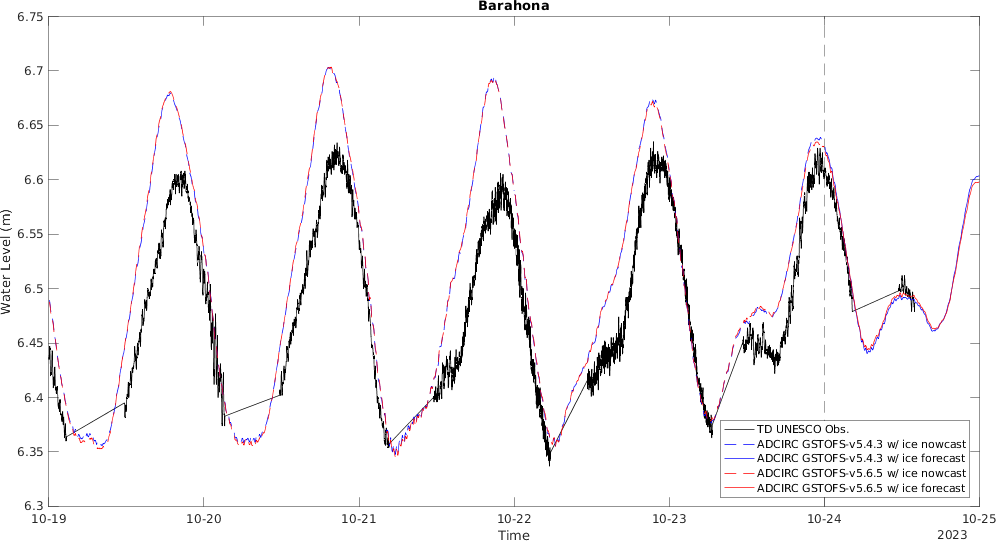 Barahona
6.75
6.7
6.65
6.6
6.55
6.5
6.45
6.4
6.35
6.3
Water Level (m)
10-19
10-20
10-21
10-22
10-23
10-24
10-25
Time
2023
TD UNESCO Obs.
ADCIRC GSTOFS-v5.4.3 w/ ice nowcast
ADCIRC GSTOFS-v5.4.3 w/ ice forecast
ADCIRC GSTOFS-v5.6.5 w/ ice nowcast
ADCIRC GSTOFS-v5.6.5 w/ ice forecast